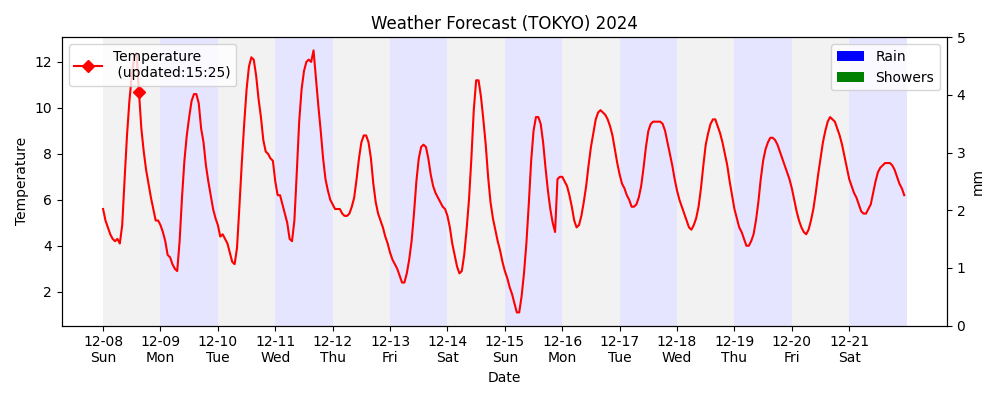 Weather Forecast (TOKYO) 2024
Temperature
(updated:15:25)
Rain
Showers
Temperature
12
10
8
6
4
2
5
4
3
2
1
0
mm
12-08 12-09 12-10 12-11 12-12 12-13 12-14 12-15 12-16 12-17 12-18 12-19 12-20 12-21
Sun Mon Tue Wed Thu Fri Sat Sun Mon Tue Wed Thu Fri Sat
Date